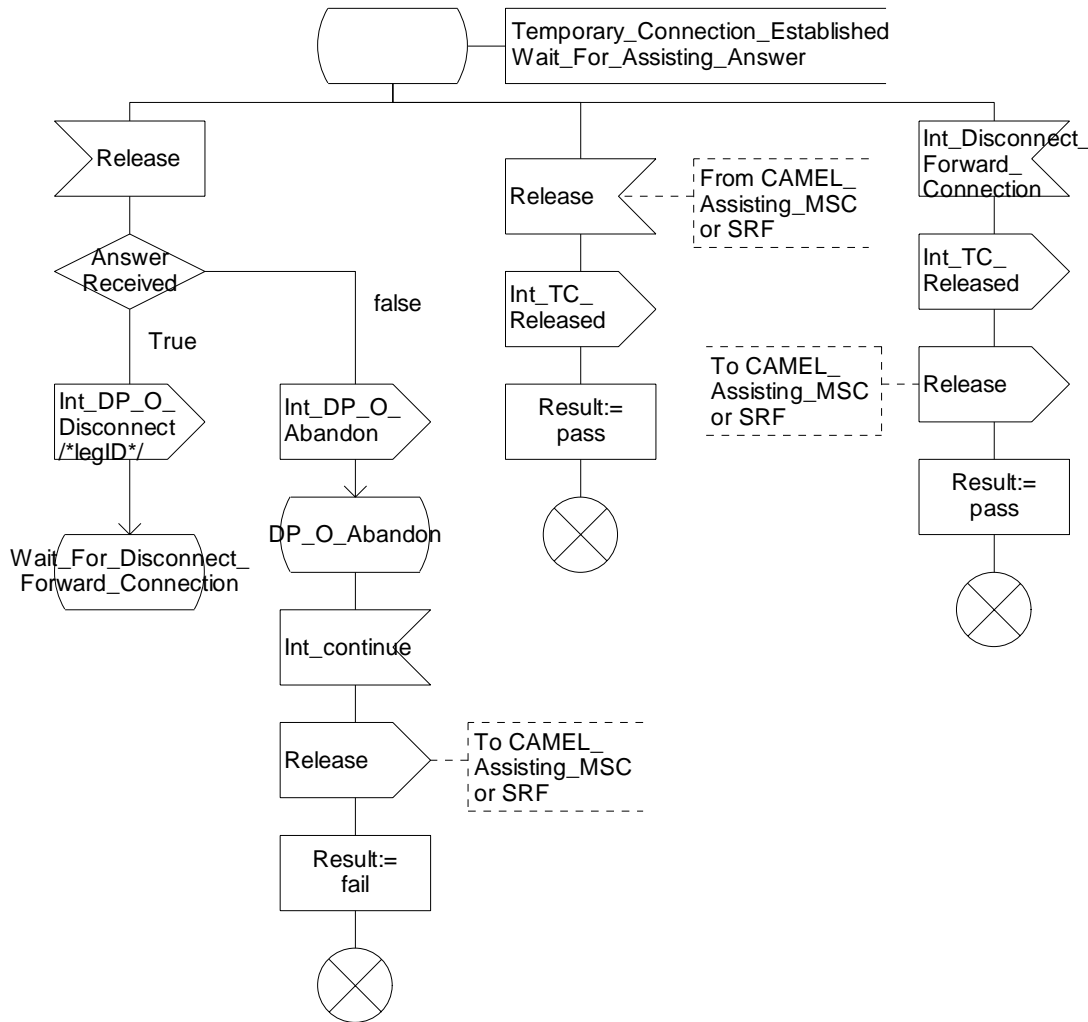 Temporary_Connection_Established
Wait_For_Assisting_Answer
Release
Answer
Received
True
false
Int_DP_O_
Disconnect
/*legID*/
Wait_For_Disconnect_
Forward_Connection
Int_DP_O_
Abandon
DP_O_Abandon
Int_continue
Release
To CAMEL_
Assisting_MSC
or SRF
Result:=
fail
Release
From CAMEL_
Assisting_MSC
or SRF
Int_TC_
Released
Result:=
pass
Int_Disconnect_
Forward_
Connection
Int_TC_
Released
To CAMEL_
Assisting_MSC
or SRF
Release
Result:=
pass